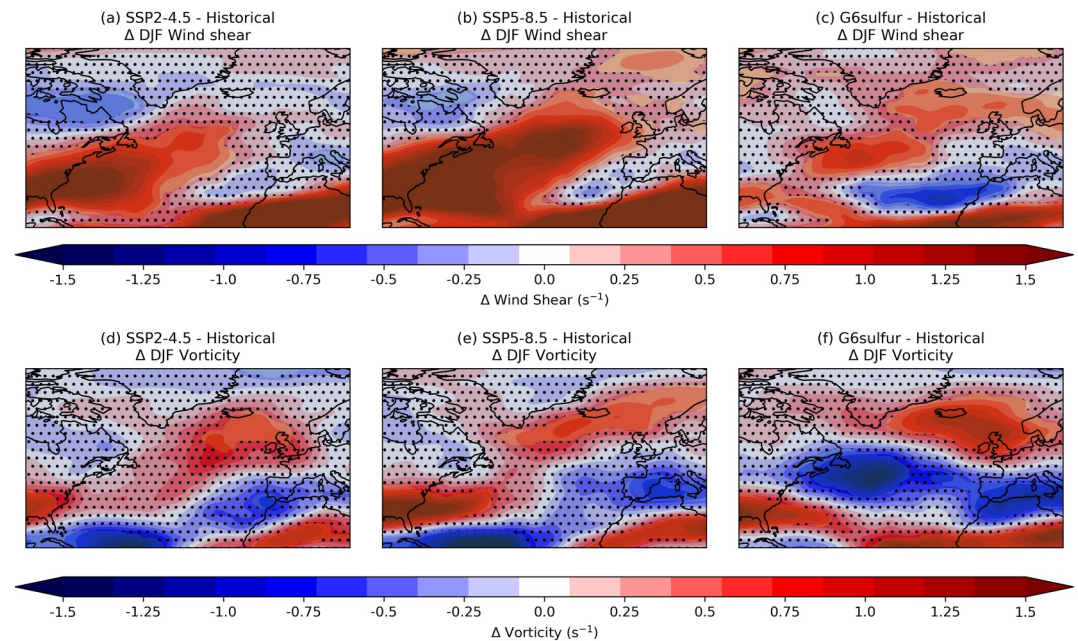 (a) SSP2-4.5 - Historical
Δ DJF Wind shear
(b) SSP5-8.5 - Historical
Δ DJF Wind shear
(c) G6sulfur - Historical
Δ DJF Wind shear
-1.5 -1.25 -1.0 -0.75 -0.5 -0.25 0.0 0.25 0.5 0.75 1.0 1.25 1.5
Δ Wind Shear (s⁻¹)
(d) SSP2-4.5 - Historical
Δ DJF Vorticity
(e) SSP5-8.5 - Historical
Δ DJF Vorticity
(f) G6sulfur - Historical
Δ DJF Vorticity
-1.5 -1.25 -1.0 -0.75 -0.5 -0.25 0.0 0.25 0.5 0.75 1.0 1.25 1.5
Δ Vorticity (s⁻¹)